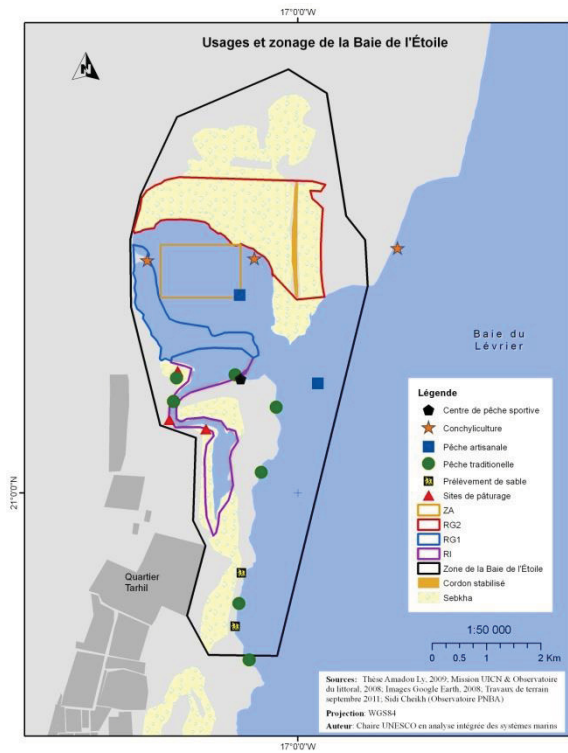 17°0'0"W
Usages et zonage de la Baie de l'Étoile
N
Baie du
Lévrier
Légende
Centre de pêche sportive
Conchyliculture
Pêche artisanale
Pêche traditionelle
Prélèvement de sable
Sites de pâturage
ZA
RG2
RG1
RI
Zone de la Baie de l'Étoile
Cordon stabilisé
Sebkha
21°0'0"N
Quartier
Tarhil
1:50 000
0 0.5 1 2 Km
Sources: Thèse Amadou Ly, 2009; Mission UICN & Observatoire
du littoral, 2008; Images Google Earth, 2008; Travaux de terrain
septembre 2011; Sidi Cheikh (Observatoire PNBA)
Projection: WGS84
Auteur: Chaire UNESCO en analyse intégrée des systèmes marins
17°0'0"W